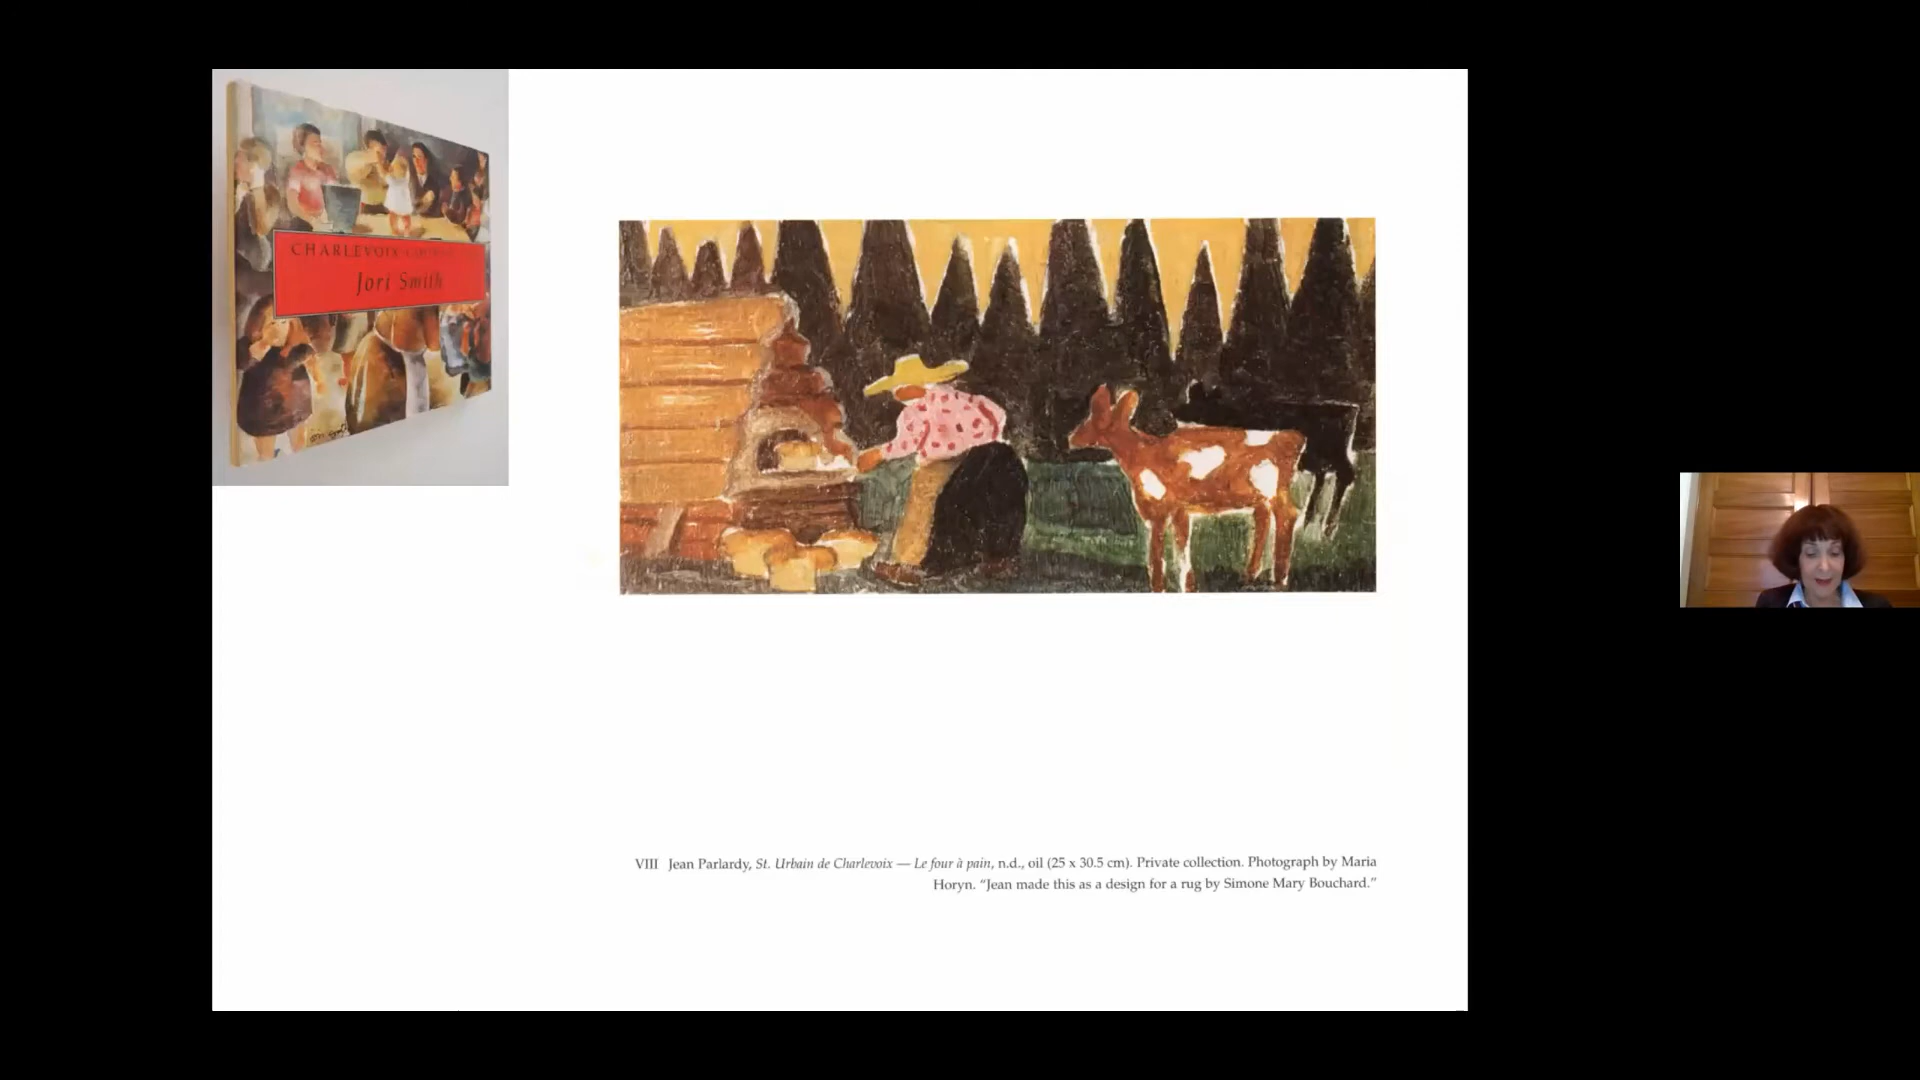 CHARLEVOIX
Jori Smith
VIII Jean Parlardy, St. Urbain de Charlevoix — Le four à pain, n.d., oil (25 x 30.5 cm). Private collection. Photograph by Maria
Horyn. “Jean made this as a design for a rug by Simone Mary Bouchard.”